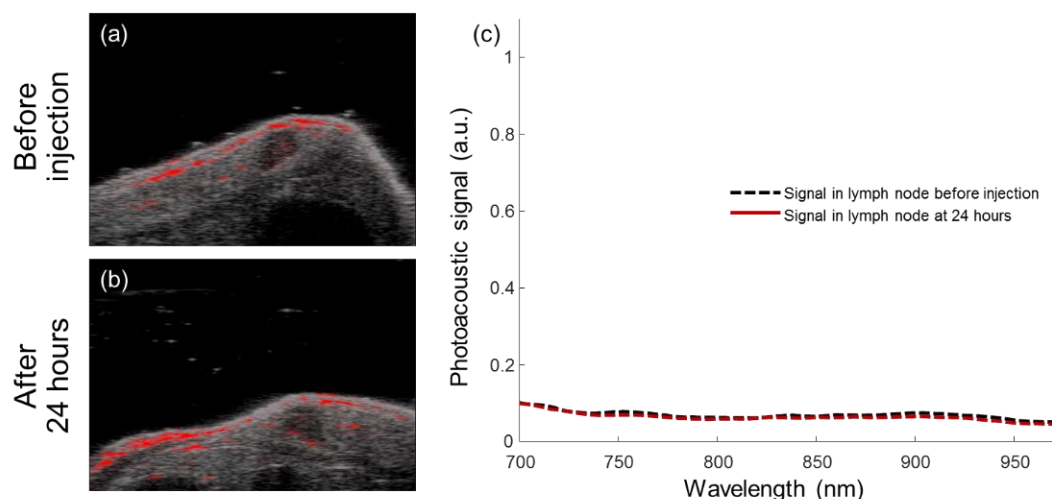 Before
injection
(a)
After
24 hours
(b)
(c)
Photoacoustic signal (a.u.)
1
0.8
0.6
0.4
0.2
0
Signal in lymph node before injection
Signal in lymph node at 24 hours
700 750 800 850 900 950
Wavelength (nm)